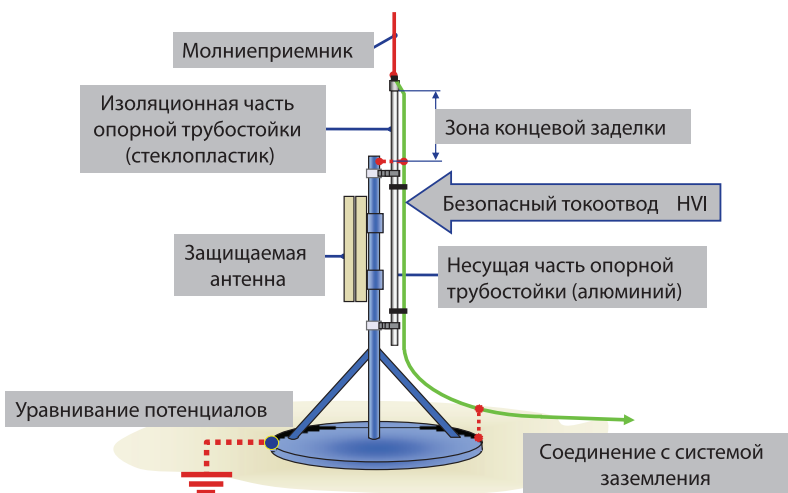 Молниеприемник
Изоляционная часть
опорной трубостойки
(стеклопластик)
Зона концевой заделки
Безопасный токоотвод HVI
Защищаемая
антенна
Несущая часть опорной
трубостойки (алюминий)
Уравнивание потенциалов
Соединение с системой
заземления